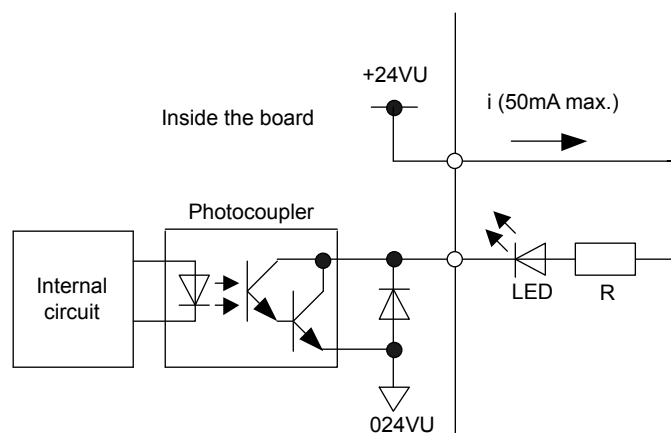 +24VU
i (50mA max.)
Inside the board
Photocoupler
Internal
circuit
LED
R
024VU